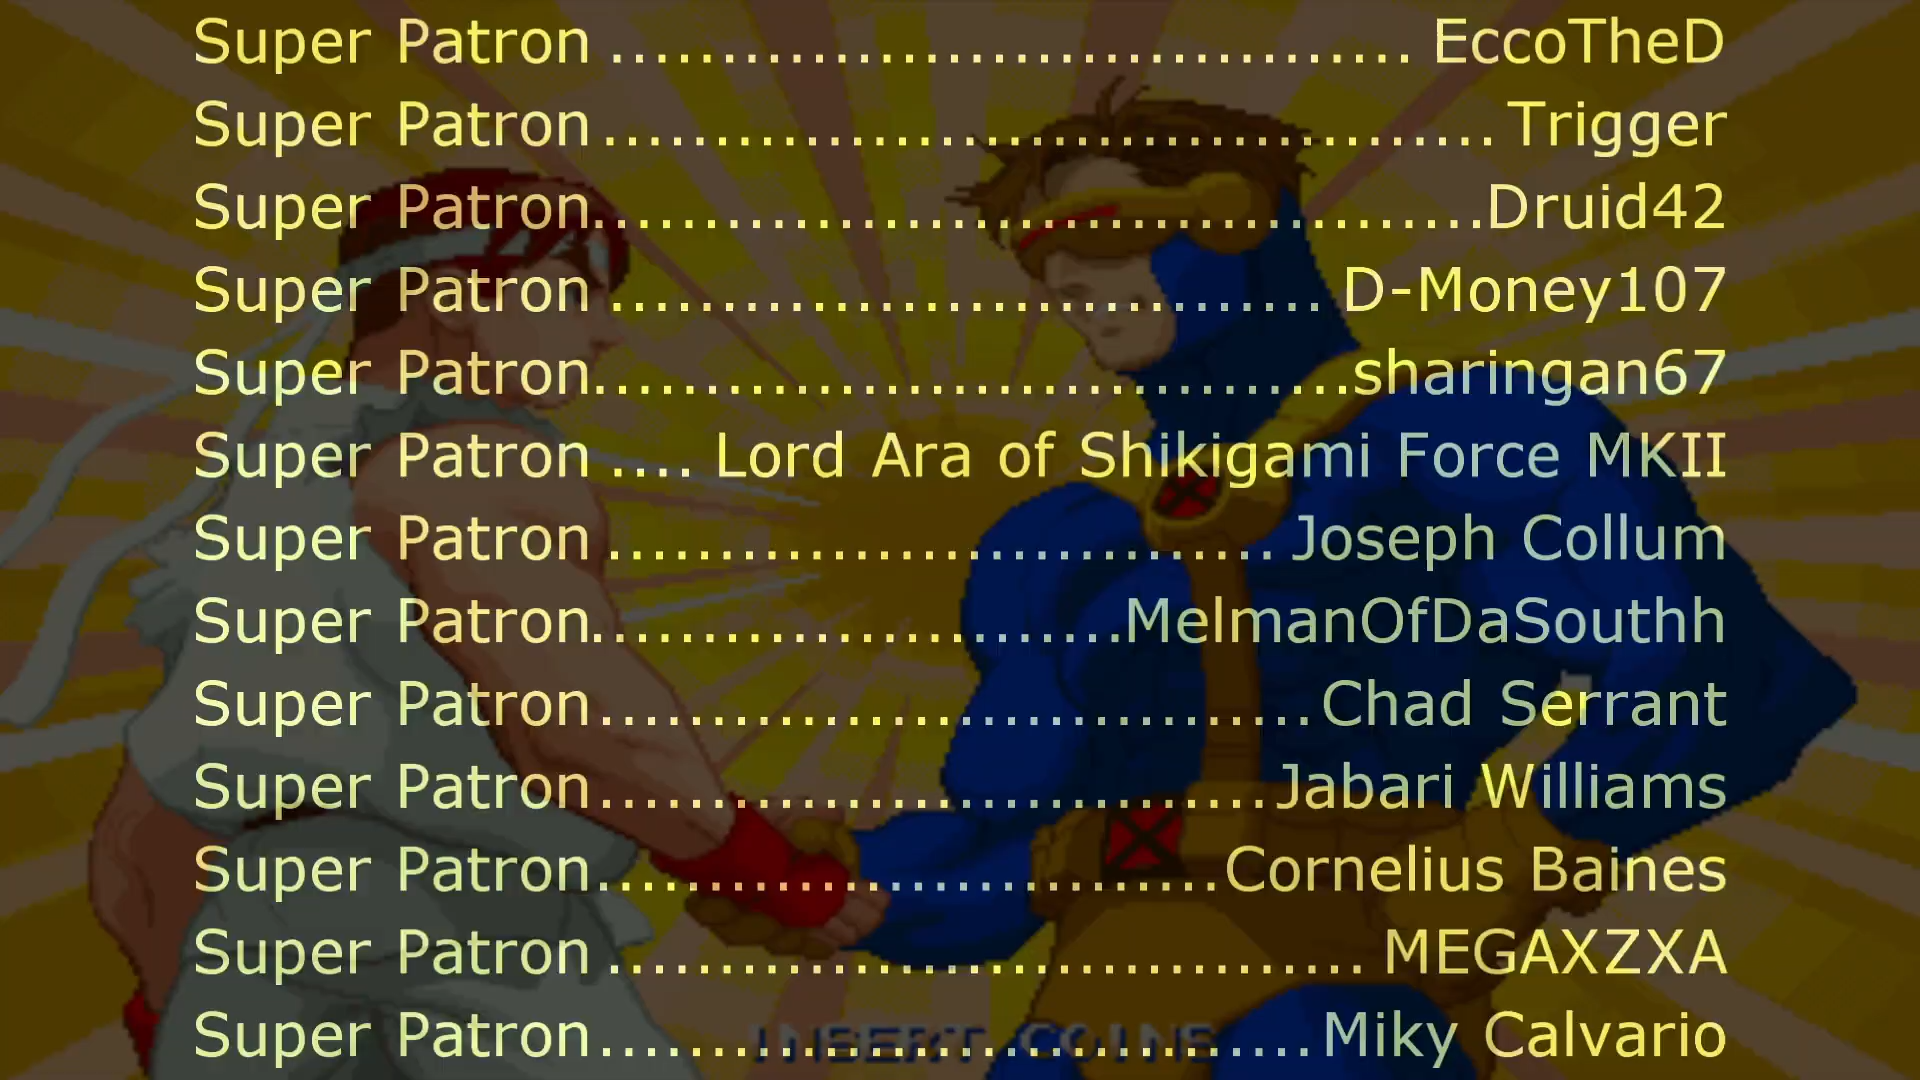 Super Patron .................................... EccoTheD
Super Patron ........................................ Trigger
Super Patron........................................Druid42
Super Patron ................................ D-Money107
Super Patron..................................sharingan67
Super Patron .... Lord Ara of Shikigami Force MKII
Super Patron .............................. Joseph Collum
Super Patron........................MelmanOfDaSouthh
Super Patron ................................ Chad Serrant
Super Patron ..............................Jabari Williams
Super Patron............................Cornelius Baines
Super Patron .................................. MEGAXZXA
Super Patron ................................ Miky Calvario
INSERT COINS